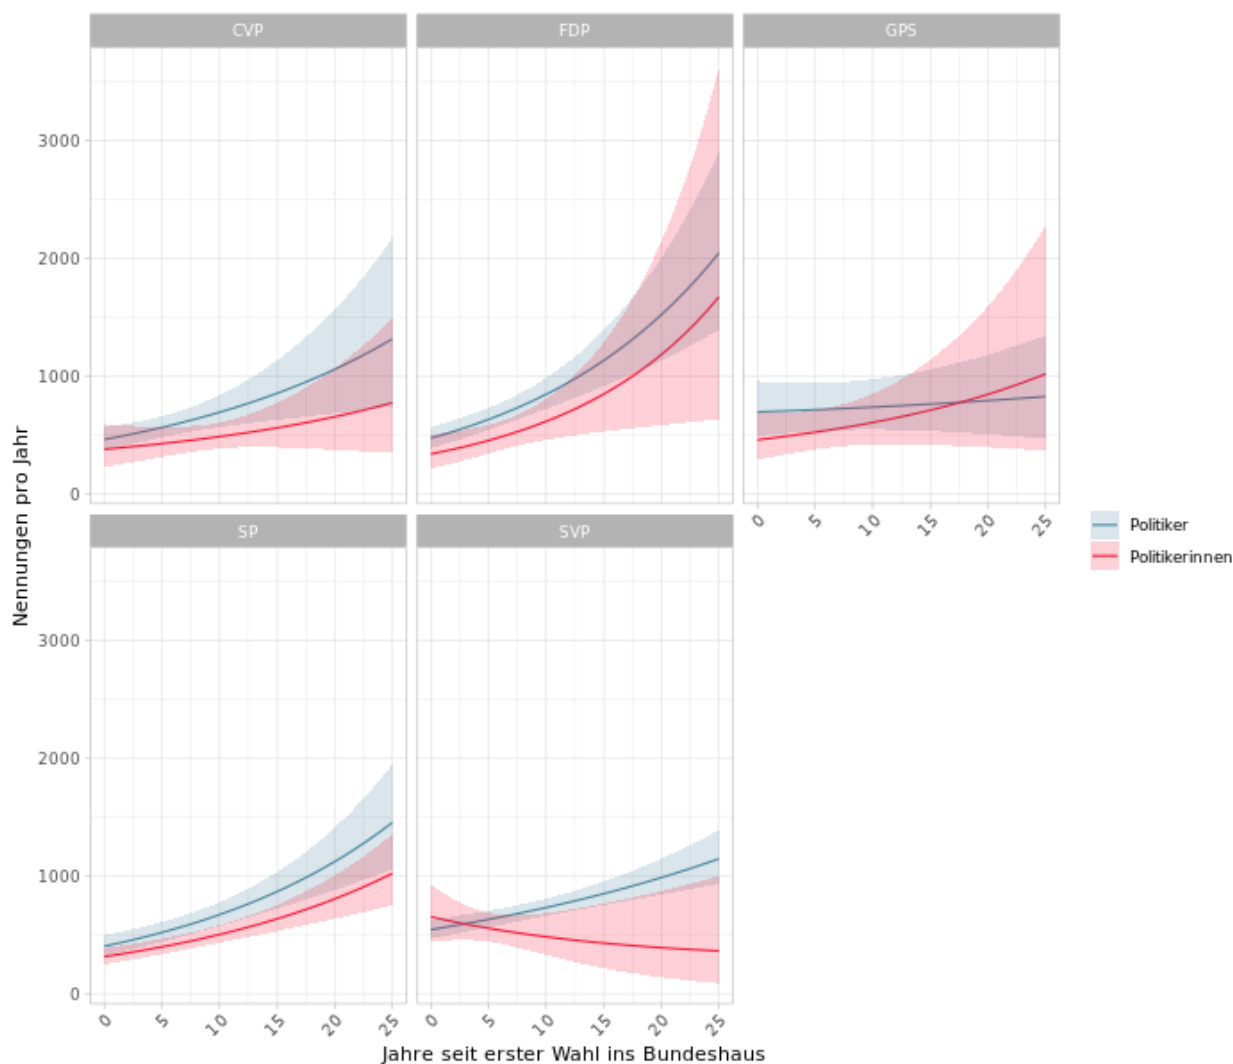 CVP
FDP
GPS
3000
2000
1000
0
0 5 10 15 20 25
SP
SVP
3000
2000
1000
0
0 5 10 15 20 25
0 5 10 15 20 25
Nennungen pro Jahr
Jahre seit erster Wahl ins Bundeshaus
Politiker
Politikerinnen